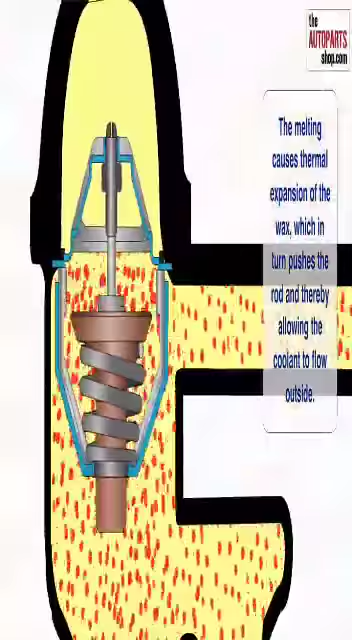 the
AUTOPARTS
shop.com
The melting
causes thermal
expansion of the
wax, which in
turn pushes the
rod and thereby
allowing the
coolant to flow
outside.